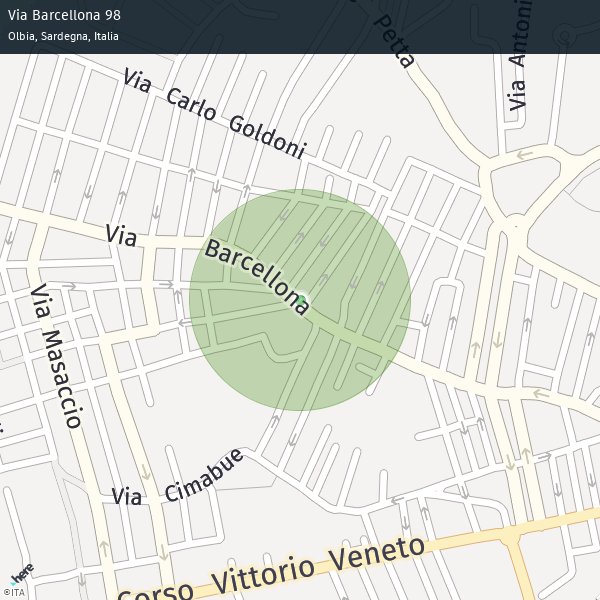 Via Barcellona 98
Olbia, Sardegna, Italia
Petta
Via Antoni
Via Carlo Goldoni
Via Barcellona
Via Masaccio
Via Cimabue
Corso Vittorio Veneto
here
©ITA